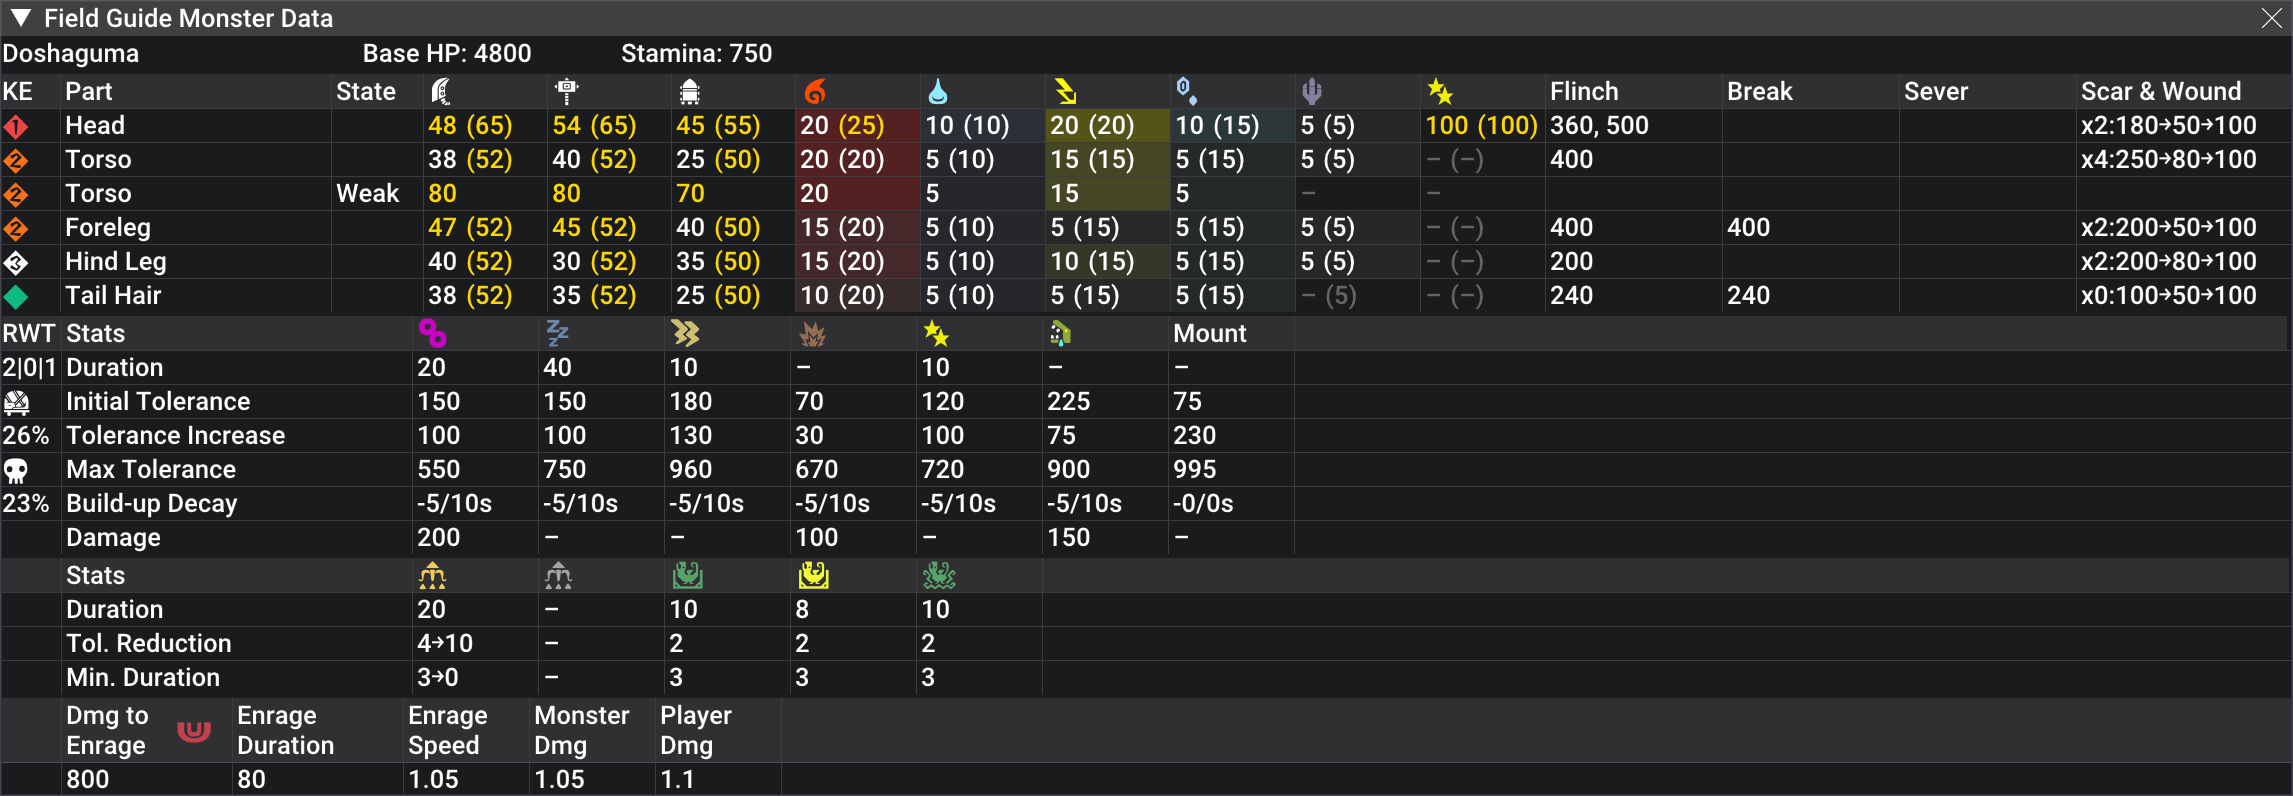 ▼ Field Guide Monster Data
Doshaguma Base HP: 4800 Stamina: 750
KE Part State Flinch Break Sever Scar & Wound
1 Head 48 (65) 54 (65) 45 (55) 20 (25) 10 (10) 20 (20) 10 (15) 5 (5) 100 (100) 360, 500 x2:180→50→100
2 Torso 38 (52) 40 (52) 25 (50) 20 (20) 5 (10) 15 (15) 5 (15) 5 (5) – (–) 400 x4:250→80→100
2 Torso Weak 80 80 70 20 5 15 5 – –
2 Foreleg 47 (52) 45 (52) 40 (50) 15 (20) 5 (10) 5 (15) 5 (15) 5 (5) – (–) 400 400 x2:200→50→100
3 Hind Leg 40 (52) 30 (52) 35 (50) 15 (20) 5 (10) 10 (15) 5 (15) 5 (5) – (–) 200 x2:200→80→100
Tail Hair 38 (52) 35 (52) 25 (50) 10 (20) 5 (10) 5 (15) 5 (15) – (5) – (–) 240 240 x0:100→50→100
RWT Stats Mount
2|0|1 Duration 20 40 10 – 10 – –
Initial Tolerance 150 150 180 70 120 225 75
26% Tolerance Increase 100 100 130 30 100 75 230
Max Tolerance 550 750 960 670 720 900 995
23% Build-up Decay -5/10s -5/10s -5/10s -5/10s -5/10s -5/10s -0/0s
Damage 200 – – 100 – 150 –
Stats
Duration 20 – 10 8 10
Tol. Reduction 4→10 – 2 2 2
Min. Duration 3→0 – 3 3 3
Dmg to Enrage Enrage Monster Player
Enrage Duration Speed Dmg Dmg
800 80 1.05 1.05 1.1